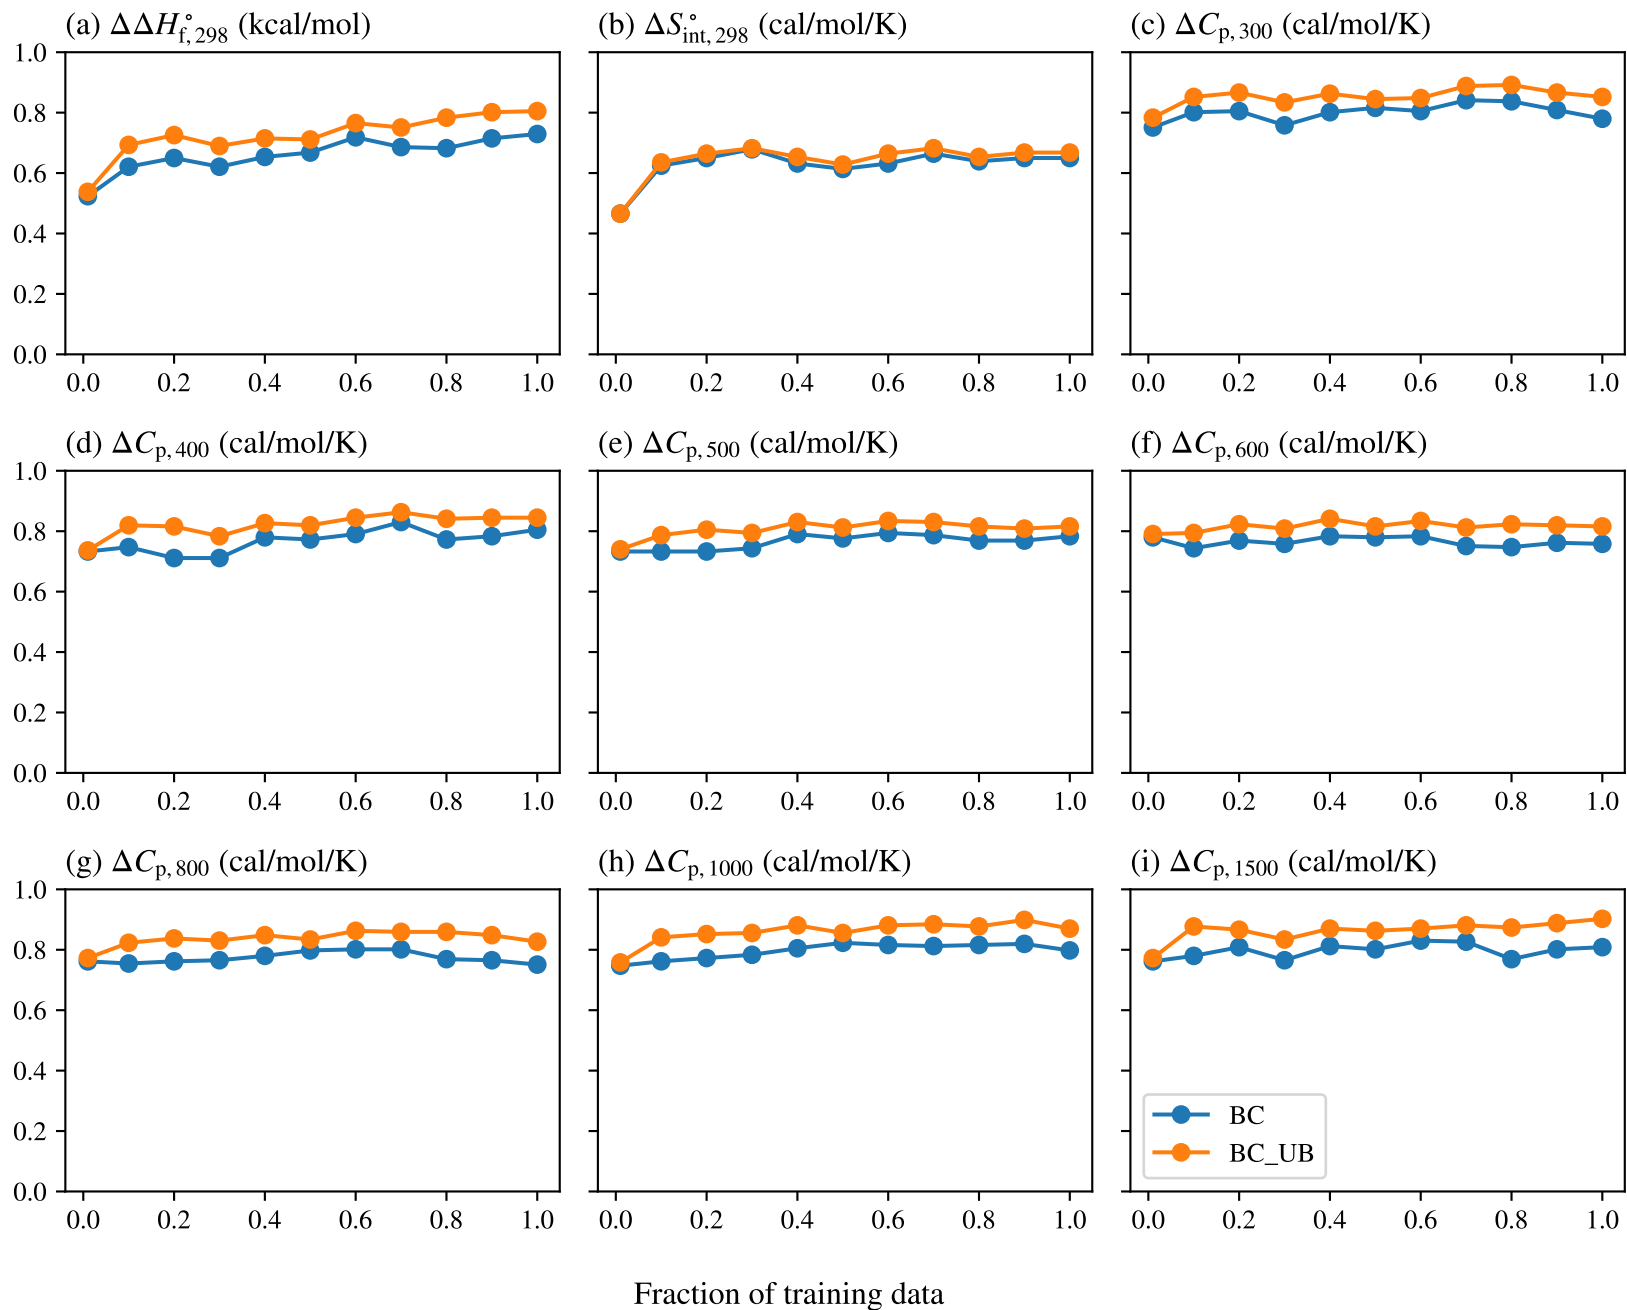 (a) ΔΔH°f, 298 (kcal/mol)
(b) ΔS°int, 298 (cal/mol/K)
(c) ΔCp, 300 (cal/mol/K)
1.0
0.8
0.6
0.4
0.2
0.0
0.0 0.2 0.4 0.6 0.8 1.0
0.0 0.2 0.4 0.6 0.8 1.0
0.0 0.2 0.4 0.6 0.8 1.0
(d) ΔCp, 400 (cal/mol/K)
(e) ΔCp, 500 (cal/mol/K)
(f) ΔCp, 600 (cal/mol/K)
1.0
0.8
0.6
0.4
0.2
0.0
0.0 0.2 0.4 0.6 0.8 1.0
0.0 0.2 0.4 0.6 0.8 1.0
0.0 0.2 0.4 0.6 0.8 1.0
(g) ΔCp, 800 (cal/mol/K)
(h) ΔCp, 1000 (cal/mol/K)
(i) ΔCp, 1500 (cal/mol/K)
1.0
0.8
0.6
0.4
0.2
0.0
BC
BC_UB
0.0 0.2 0.4 0.6 0.8 1.0
0.0 0.2 0.4 0.6 0.8 1.0
0.0 0.2 0.4 0.6 0.8 1.0
Fraction of training data